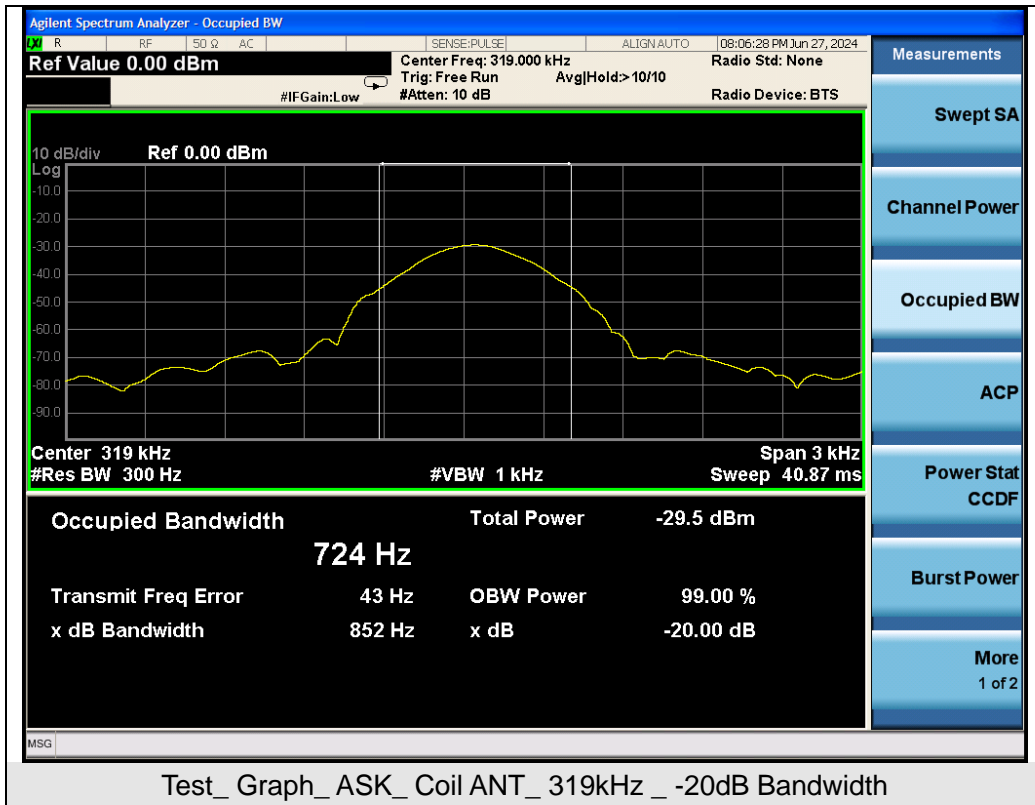 Agilent Spectrum Analyzer - Occupied BW
LXI R RF 50 Ω AC SENSE:PULSE ALIGN AUTO 08:06:28 PM Jun 27, 2024
Ref Value 0.00 dBm
Center Freq: 319.000 kHz Radio Std: None
Trig: Free Run Avg|Hold:>10/10
#IFGain:Low #Atten: 10 dB Radio Device: BTS
10 dB/div Ref 0.00 dBm
Log
-10.0
-20.0
-30.0
-40.0
-50.0
-60.0
-70.0
-80.0
-90.0
Center 319 kHz Span 3 kHz
#Res BW 300 Hz #VBW 1 kHz Sweep 40.87 ms
Occupied Bandwidth Total Power -29.5 dBm
724 Hz
Transmit Freq Error 43 Hz OBW Power 99.00 %
x dB Bandwidth 852 Hz x dB -20.00 dB
MSG
Measurements
Swept SA
Channel Power
Occupied BW
ACP
Power Stat
CCDF
Burst Power
More
1 of 2
Test_ Graph_ ASK_ Coil ANT_ 319kHz _ -20dB Bandwidth